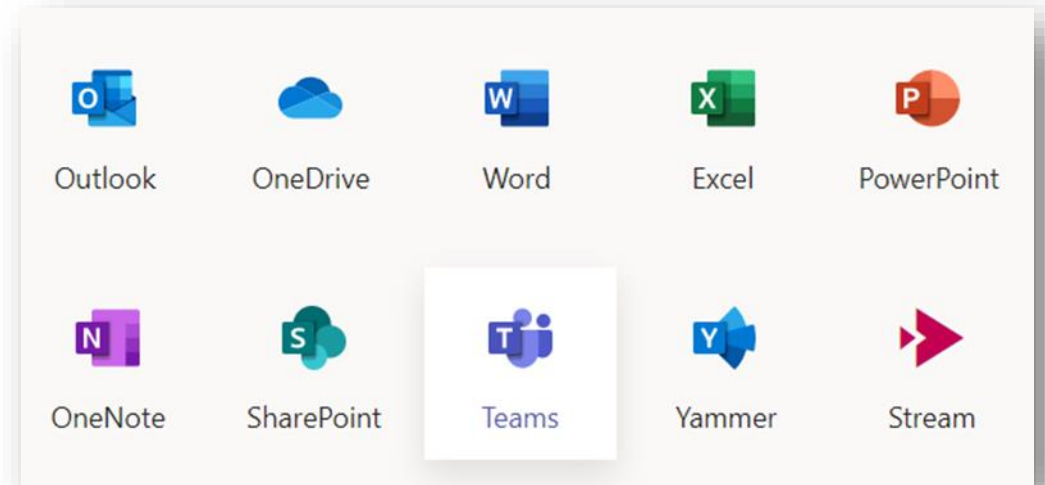 O W X P
Outlook OneDrive Word Excel PowerPoint
N S T Y
OneNote SharePoint Teams Yammer Stream